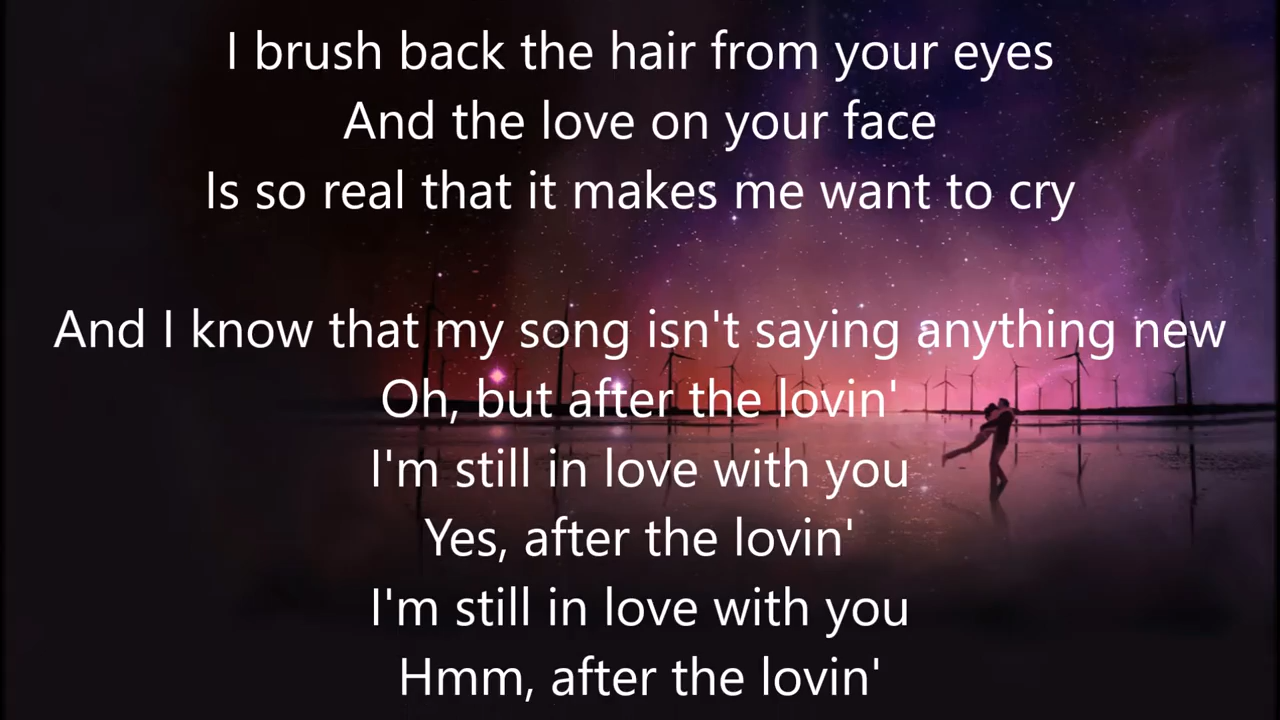 I brush back the hair from your eyes
And the love on your face
Is so real that it makes me want to cry
And I know that my song isn't saying anything new
Oh, but after the lovin'
I'm still in love with you
Yes, after the lovin'
I'm still in love with you
Hmm, after the lovin'